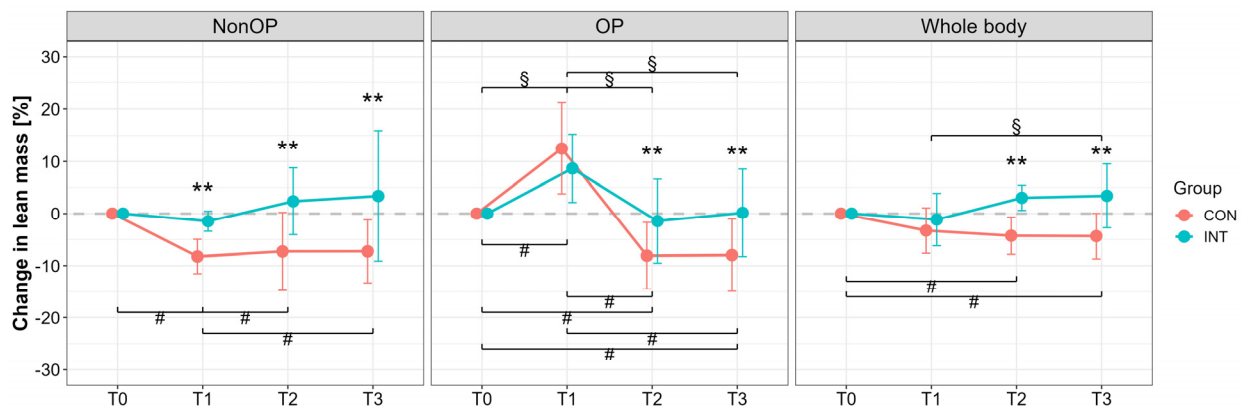 NonOP OP Whole body
Change in lean mass [%]
30
20
10
0
-10
-20
-30
** ** **
# # #
§ § §
** **
# # # # #
§
** **
# #
T0 T1 T2 T3
T0 T1 T2 T3
T0 T1 T2 T3
Group
CON
INT